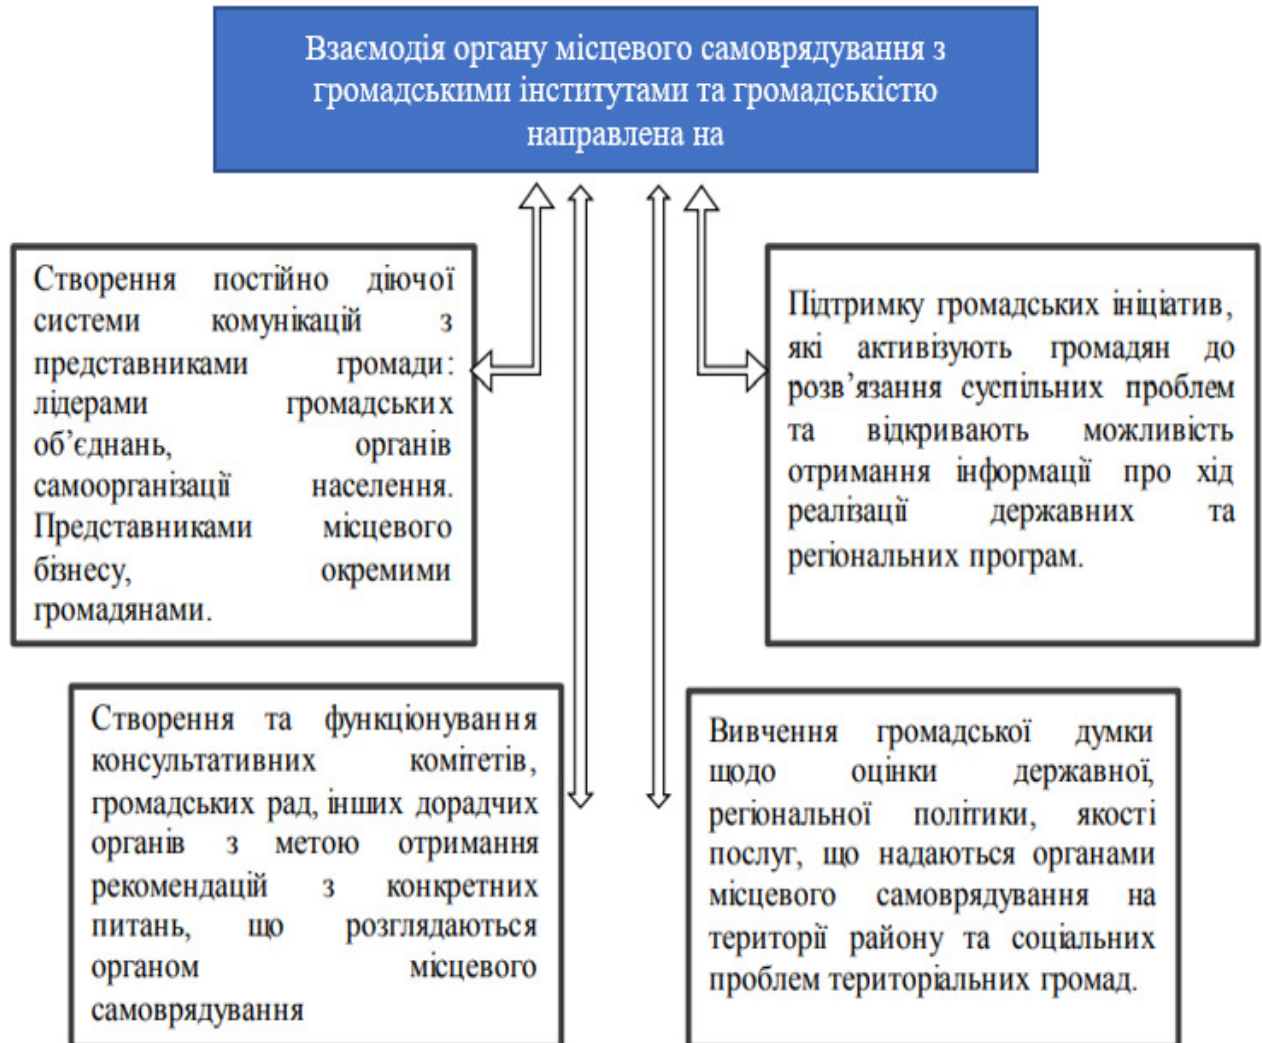 Взаємодія органу місцевого самоврядування з
громадськими інститутами та громадськістю
направлена на
Створення постійно діючої
системи комунікацій з
представниками громади:
лідерами громадських
об’єднань, органів
самоорганізації населення.
Представниками місцевого
бізнесу, окремими
громадянами.
Підтримку громадських ініціатив,
які активізують громадян до
розв’язання суспільних проблем
та відкривають можливість
отримання інформації про хід
реалізації державних та
регіональних програм.
Створення та функціонування
консультативних комітетів,
громадських рад, інших дорадчих
органів з метою отримання
рекомендацій з конкретних
питань, що розглядаються
органом місцевого
самоврядування
Вивчення громадської думки
щодо оцінки державної,
регіональної політики, якості
послуг, що надаються органами
місцевого самоврядування на
території району та соціальних
проблем територіальних громад.